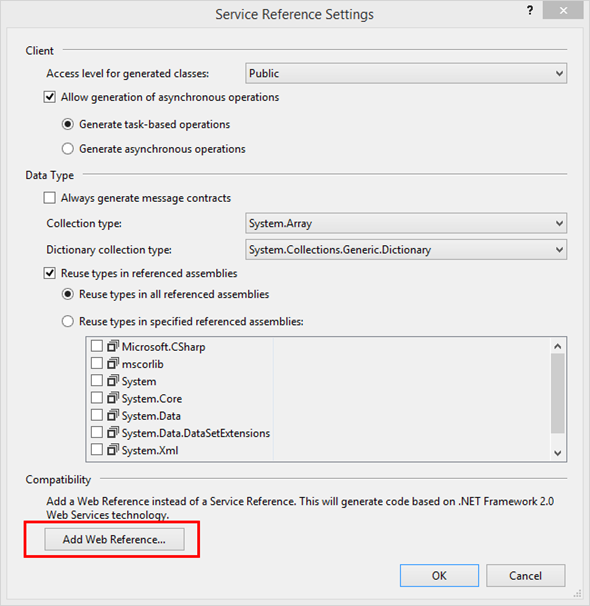 Service Reference Settings
?
Client
Access level for generated classes: Public
Allow generation of asynchronous operations
Generate task-based operations
Generate asynchronous operations
Data Type
Always generate message contracts
Collection type: System.Array
Dictionary collection type: System.Collections.Generic.Dictionary
Reuse types in referenced assemblies
Reuse types in all referenced assemblies
Reuse types in specified referenced assemblies:
Microsoft.CSharp
mscorlib
System
System.Core
System.Data
System.Data.DataSetExtensions
System.Xml
Compatibility
Add a Web Reference instead of a Service Reference. This will generate code based on .NET Framework 2.0
Web Services technology.
Add Web Reference...
OK Cancel